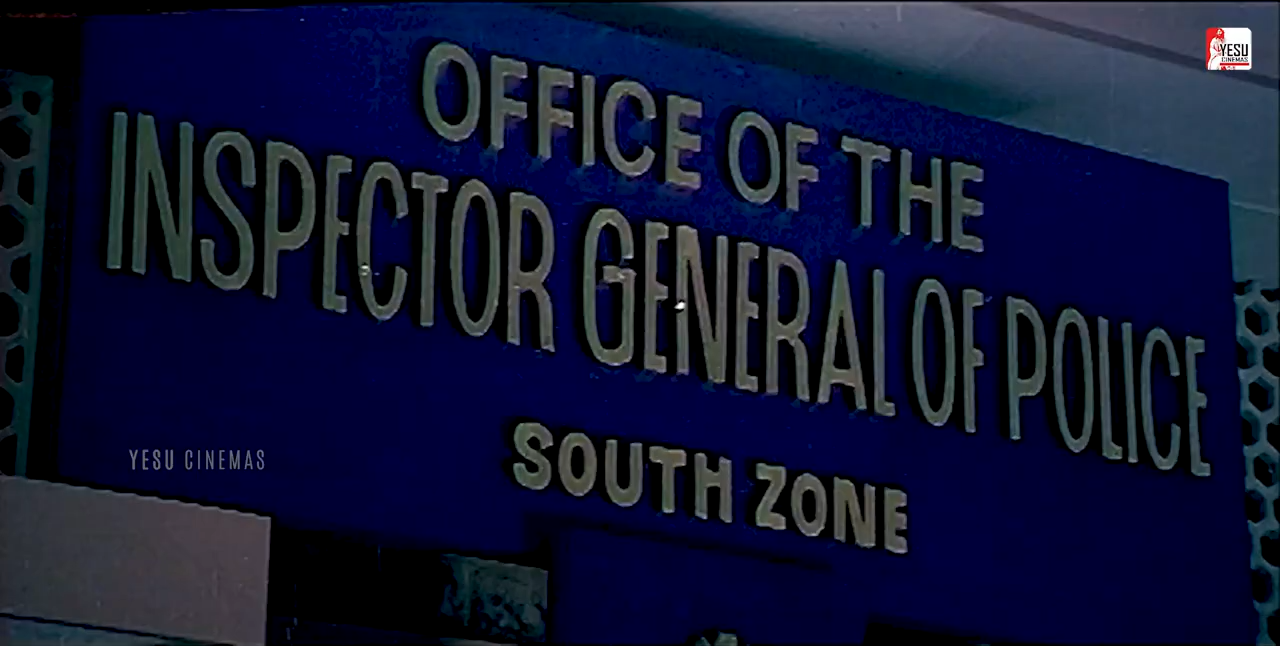 OFFICE OF THE
INSPECTOR GENERAL OF POLICE
SOUTH ZONE
YESU CINEMAS
YESU
CINEMAS